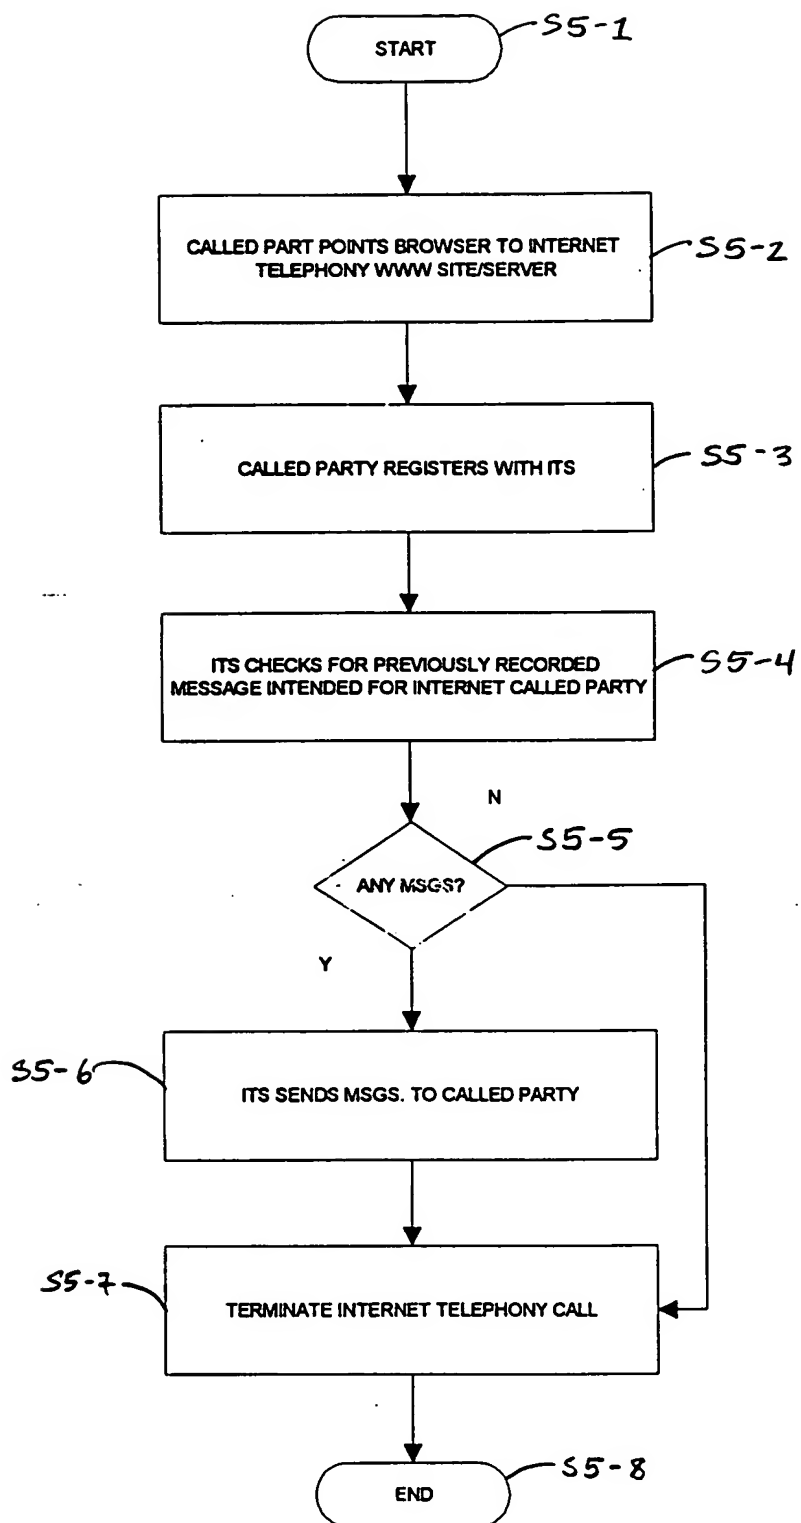 START
S5-1
CALLED PART POINTS BROWSER TO INTERNET
TELEPHONY WWW SITE/SERVER
S5-2
CALLED PARTY REGISTERS WITH ITS
S5-3
ITS CHECKS FOR PREVIOUSLY RECORDED
MESSAGE INTENDED FOR INTERNET CALLED PARTY
S5-4
N
S5-5
ANY MSGS?
Y
S5-6
ITS SENDS MSGS. TO CALLED PARTY
S5-7
TERMINATE INTERNET TELEPHONY CALL
S5-8
END